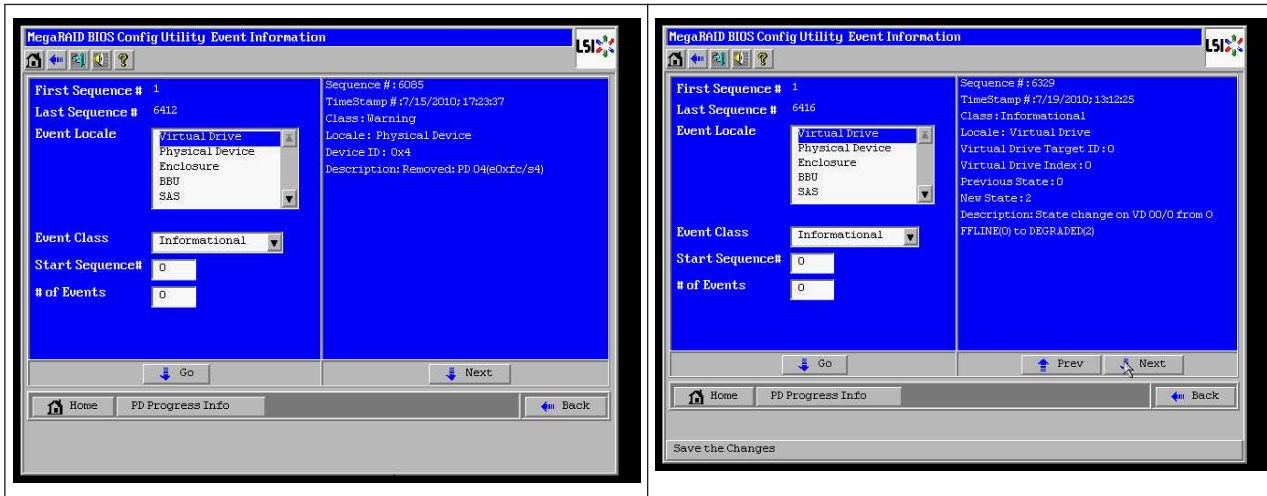 MegaRAID BIOS Config Utility Event Information
LSI
First Sequence # 1
Last Sequence # 6412
Event Locale
Virtual Drive
Physical Device
Enclosure
BBU
SAS
Event Class Informational
Start Sequence# 0
# of Events 0
Go
Sequence #:6085
TimeStamp #:7/15/2010; 17:23:37
Class:Warning
Locale: Physical Device
Device ID: 0x4
Description: Removed: PD 04(e0xfc/s4)
Next
Home
PD Progress Info
Back
MegaRAID BIOS Config Utility Event Information
LSI
First Sequence # 1
Last Sequence # 6416
Event Locale
Virtual Drive
Physical Device
Enclosure
BBU
SAS
Event Class Informational
Start Sequence# 0
# of Events 0
Go
Sequence #:6329
TimeStamp #:7/19/2010; 13:12:25
Class:Informational
Locale: Virtual Drive
Virtual Drive Target ID:0
Virtual Drive Index:0
Previous State:0
New State:2
Description: State change on VD 00/0 from O
FFLINE(0) to DEGRADED(2)
Prev
Next
Home
PD Progress Info
Back
Save the Changes